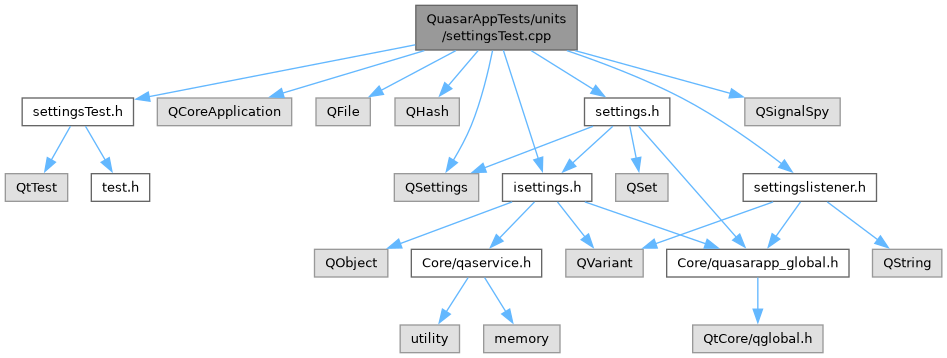 QuasarAppTests/units
/settingsTest.cpp
settingsTest.h
QCoreApplication
QFile
QHash
settings.h
QSignalSpy
QtTest
test.h
QSettings
isettings.h
QSet
settingslistener.h
QObject
Core/qaservice.h
QVariant
Core/quasarapp_global.h
QString
utility
memory
QtCore/qglobal.h